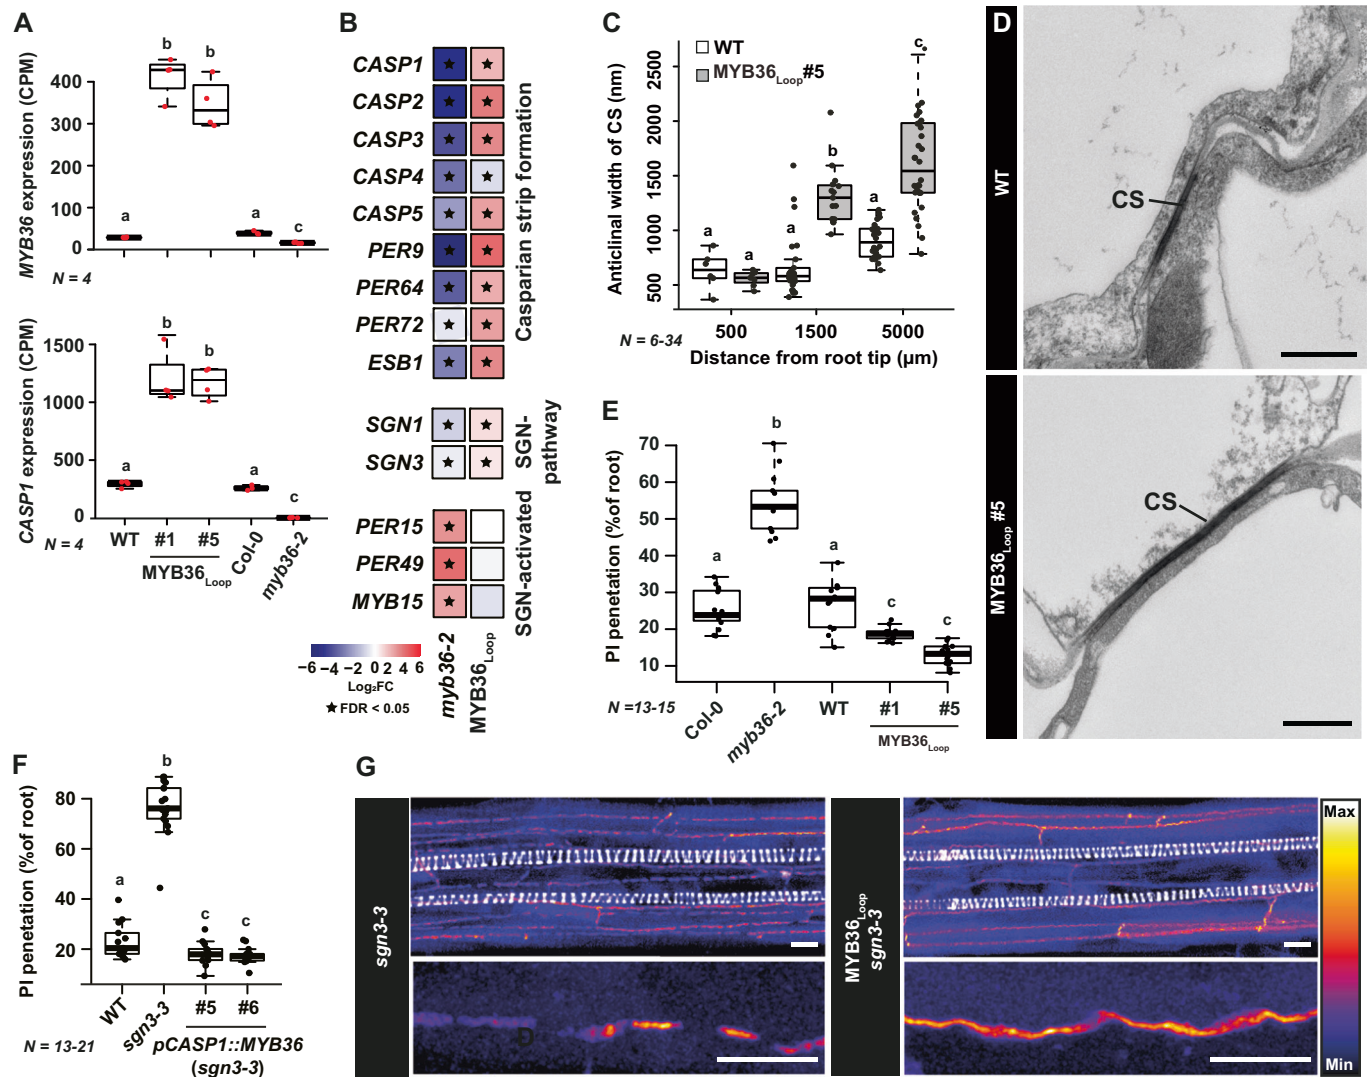 A
MYB36 expression (CPM)
400
300
200
100
0
a
b
b
a
c
N = 4
CASP1 expression (CPM)
1500
1000
500
0
a
b
b
a
c
N = 4
WT
#1
#5
Col-0
myb36-2
MYB36Loop
B
CASP1
CASP2
CASP3
CASP4
CASP5
PER9
PER64
PER72
ESB1
Casparian strip formation
SGN1
SGN3
SGN-
pathway
PER15
PER49
MYB15
SGN-activated
−6 −4 −2 0 2 4 6
Log₂FC
★ FDR < 0.05
myb36-2
MYB36Loop
C
WT
MYB36Loop#5
Anticlinal width of CS (nm)
2500
2000
1500
1000
500
a
a
a
b
a
c
500
1500
5000
N = 6-34
Distance from root tip (µm)
D
WT
CS
MYB36Loop #5
CS
E
PI penetation (%of root)
70
60
50
40
30
20
10
a
b
a
c
c
N =13-15
Col-0
myb36-2
WT
#1
#5
MYB36Loop
F
PI penetation (%of root)
80
60
40
20
a
b
c
c
WT
sgn3-3
#5
#6
N = 13-21
pCASP1::MYB36
(sgn3-3)
G
sgn3-3
D
MYB36Loop
sgn3-3
Max
Min